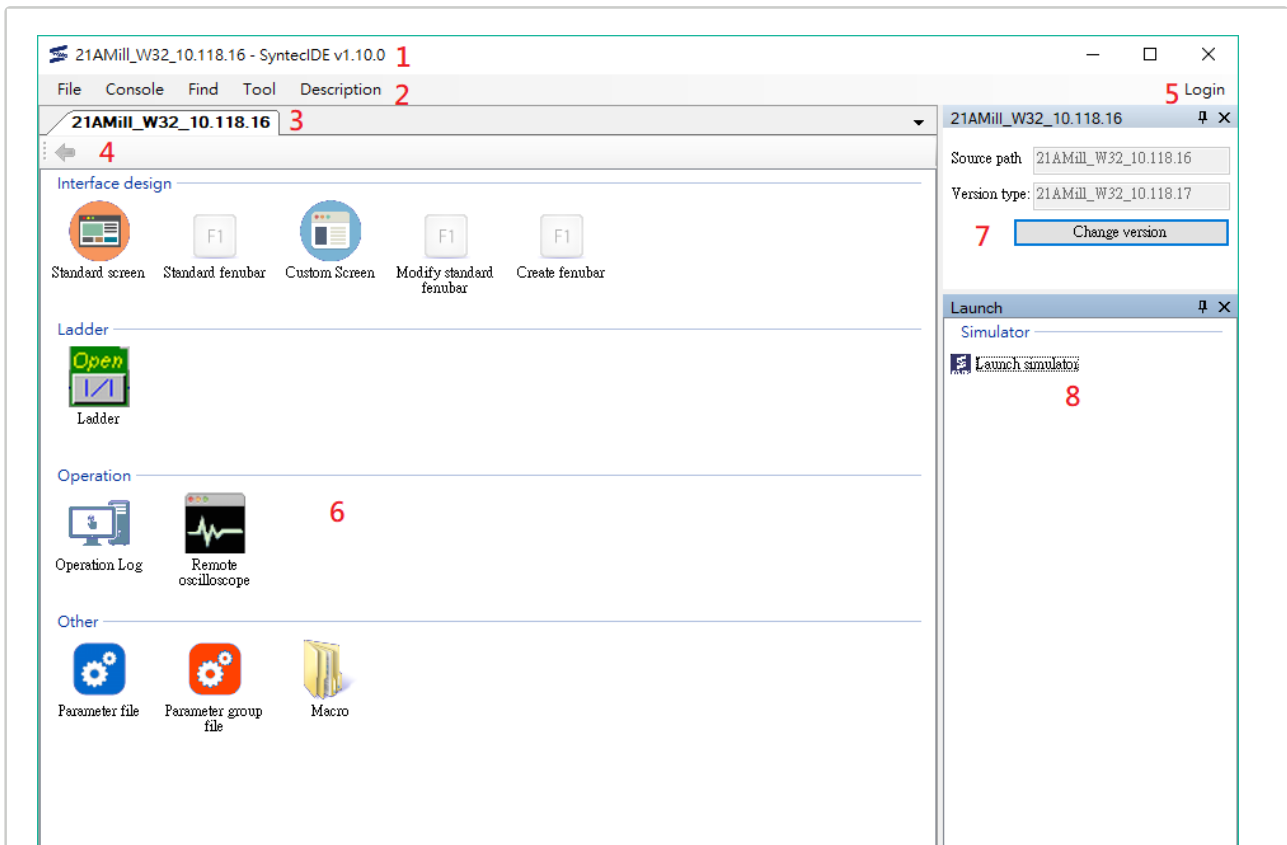 21AMill_W32_10.118.16 - SyntecIDE v1.10.0 1
File Console Find Tool Description 2
5 Login
21AMill_W32_10.118.16 3
4
Interface design
F1
F1
F1
Standard screen
Standard fenubar
Custom Screen
Modify standard
fenubar
Create fenubar
Ladder
Open
Ladder
Operation
6
Operation Log
Remote
oscilloscope
Other
Parameter file
Parameter group
file
Macro
21AMill_W32_10.118.16
Source path 21AMill_W32_10.118.16
Version type: 21AMill_W32_10.118.17
7 Change version
Launch
Simulator
Launch simulator
8